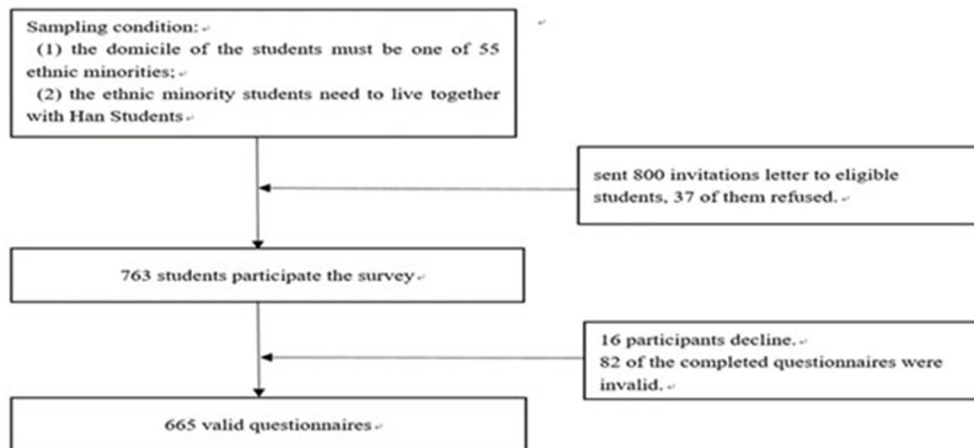 Sampling condition:
(1) the domicile of the students must be one of 55
ethnic minorities;
(2) the ethnic minority students need to live together
with Han Students
sent 800 invitations letter to eligible
students, 37 of them refused.
763 students participate the survey
16 participants decline.
82 of the completed questionnaires were
invalid.
665 valid questionnaires